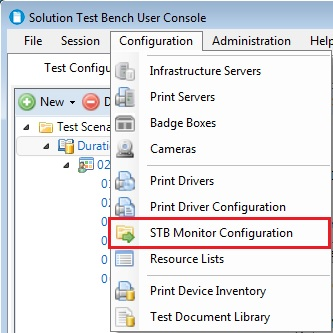 Solution Test Bench User Console
File Session Configuration Administration Help
Test Configu
New
Infrastructure Servers
Print Servers
Badge Boxes
Cameras
Print Drivers
Print Driver Configuration
STB Monitor Configuration
Resource Lists
Print Device Inventory
Test Document Library
Test Scena
Duratio
02
01
0
0
0
0
0